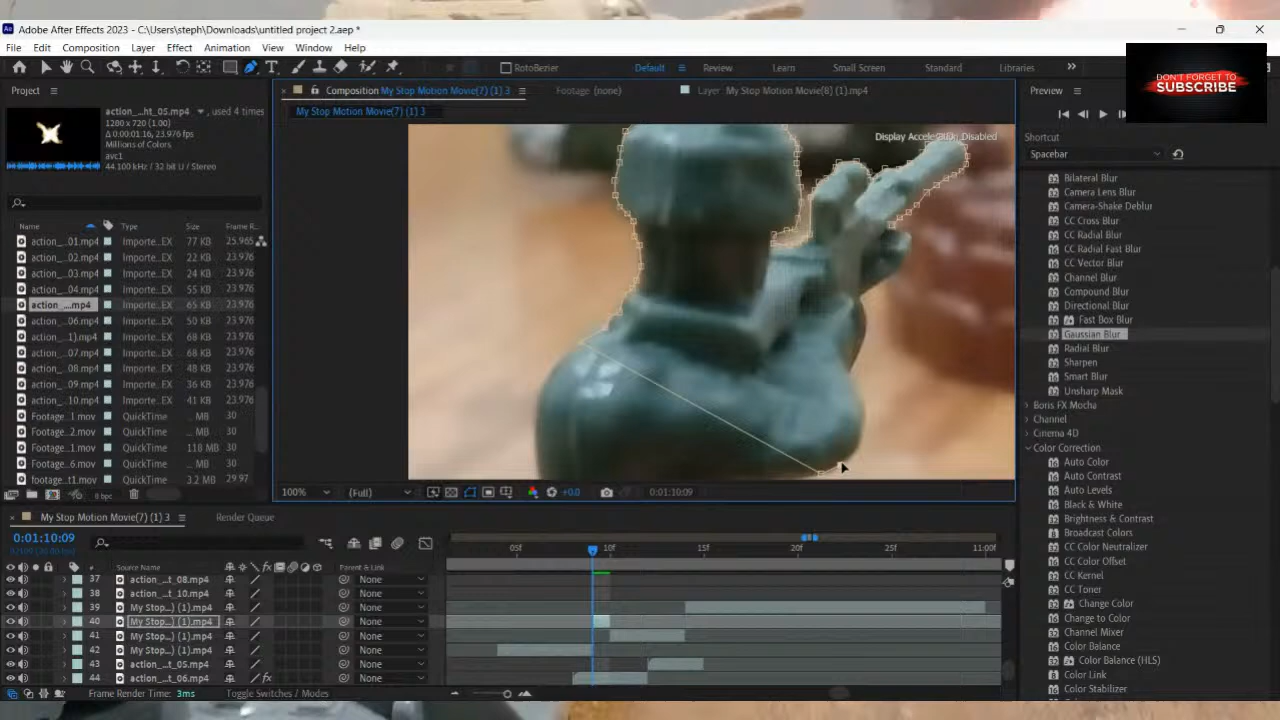 Adobe After Effects 2023 - C:\Users\steph\Downloads\untitled project 2.aep *
File Edit Composition Layer Effect Animation View Window Help
RotoBezier Default Review Learn Small Screen Standard Libraries
DON'T FORGET TO
SUBSCRIBE
Project
action_...ht_05.mp4 , used 4 times
1280 x 720 (1.00)
Δ 0:00:01:16, 23.976 fps
Millions of Colors
avc1
44.100 kHz / 32 bit U / Stereo
Name Type Size Frame R...
action_...01.mp4 Importe...EX 77 KB 25.965
action_...02.mp4 Importe...EX 22 KB 23.976
action_...03.mp4 Importe...EX 24 KB 23.976
action_...04.mp4 Importe...EX 55 KB 23.976
action_....mp4 Importe...EX 65 KB 23.976
action_...06.mp4 Importe...EX 50 KB 23.976
action_...1).mp4 Importe...EX 68 KB 23.976
action_...07.mp4 Importe...EX 68 KB 23.976
action_...08.mp4 Importe...EX 48 KB 23.976
action_...09.mp4 Importe...EX 36 KB 23.976
action_...10.mp4 Importe...EX 41 KB 23.976
Footage...1.mov QuickTime ... MB 30
Footage...2.mov QuickTime ... MB 30
Footage...1.mov QuickTime 118 MB 30
Footage...6.mov QuickTime ... MB 30
footage...t1.mov QuickTime 3.2 MB 29.97
8 bpc
Composition My Stop Motion Movie(7) (1) 3
Footage (none)
Layer My Stop Motion Movie(8) (1).mp4
My Stop Motion Movie(7) (1) 3
Display Acceleration Disabled
100% (Full) +0.0 0:01:10:09
Preview
Shortcut
Spacebar
Bilateral Blur
Camera Lens Blur
Camera-Shake Deblur
CC Cross Blur
CC Radial Blur
CC Radial Fast Blur
CC Vector Blur
Channel Blur
Compound Blur
Directional Blur
Fast Box Blur
Gaussian Blur
Radial Blur
Sharpen
Smart Blur
Unsharp Mask
Boris FX Mocha
Channel
Cinema 4D
Color Correction
Auto Color
Auto Contrast
Auto Levels
Black & White
Brightness & Contrast
Broadcast Colors
CC Color Neutralizer
CC Color Offset
CC Kernel
CC Toner
Change Color
Change to Color
Channel Mixer
Color Balance
Color Balance (HLS)
Color Link
Color Stabilizer
My Stop Motion Movie(7) (1) 3
Render Queue
0:01:10:09
05f 10f 15f 20f 25f 11:00f
# Source Name Parent & Link
37 action_...t_08.mp4 None
38 action_...t_10.mp4 None
39 My Stop...) (1).mp4 None
40 My Stop...) (1).mp4 None
41 My Stop...) (1).mp4 None
42 My Stop...) (1).mp4 None
43 action_...t_05.mp4 None
44 action_...t_06.mp4 None
Frame Render Time: 3ms Toggle Switches / Modes